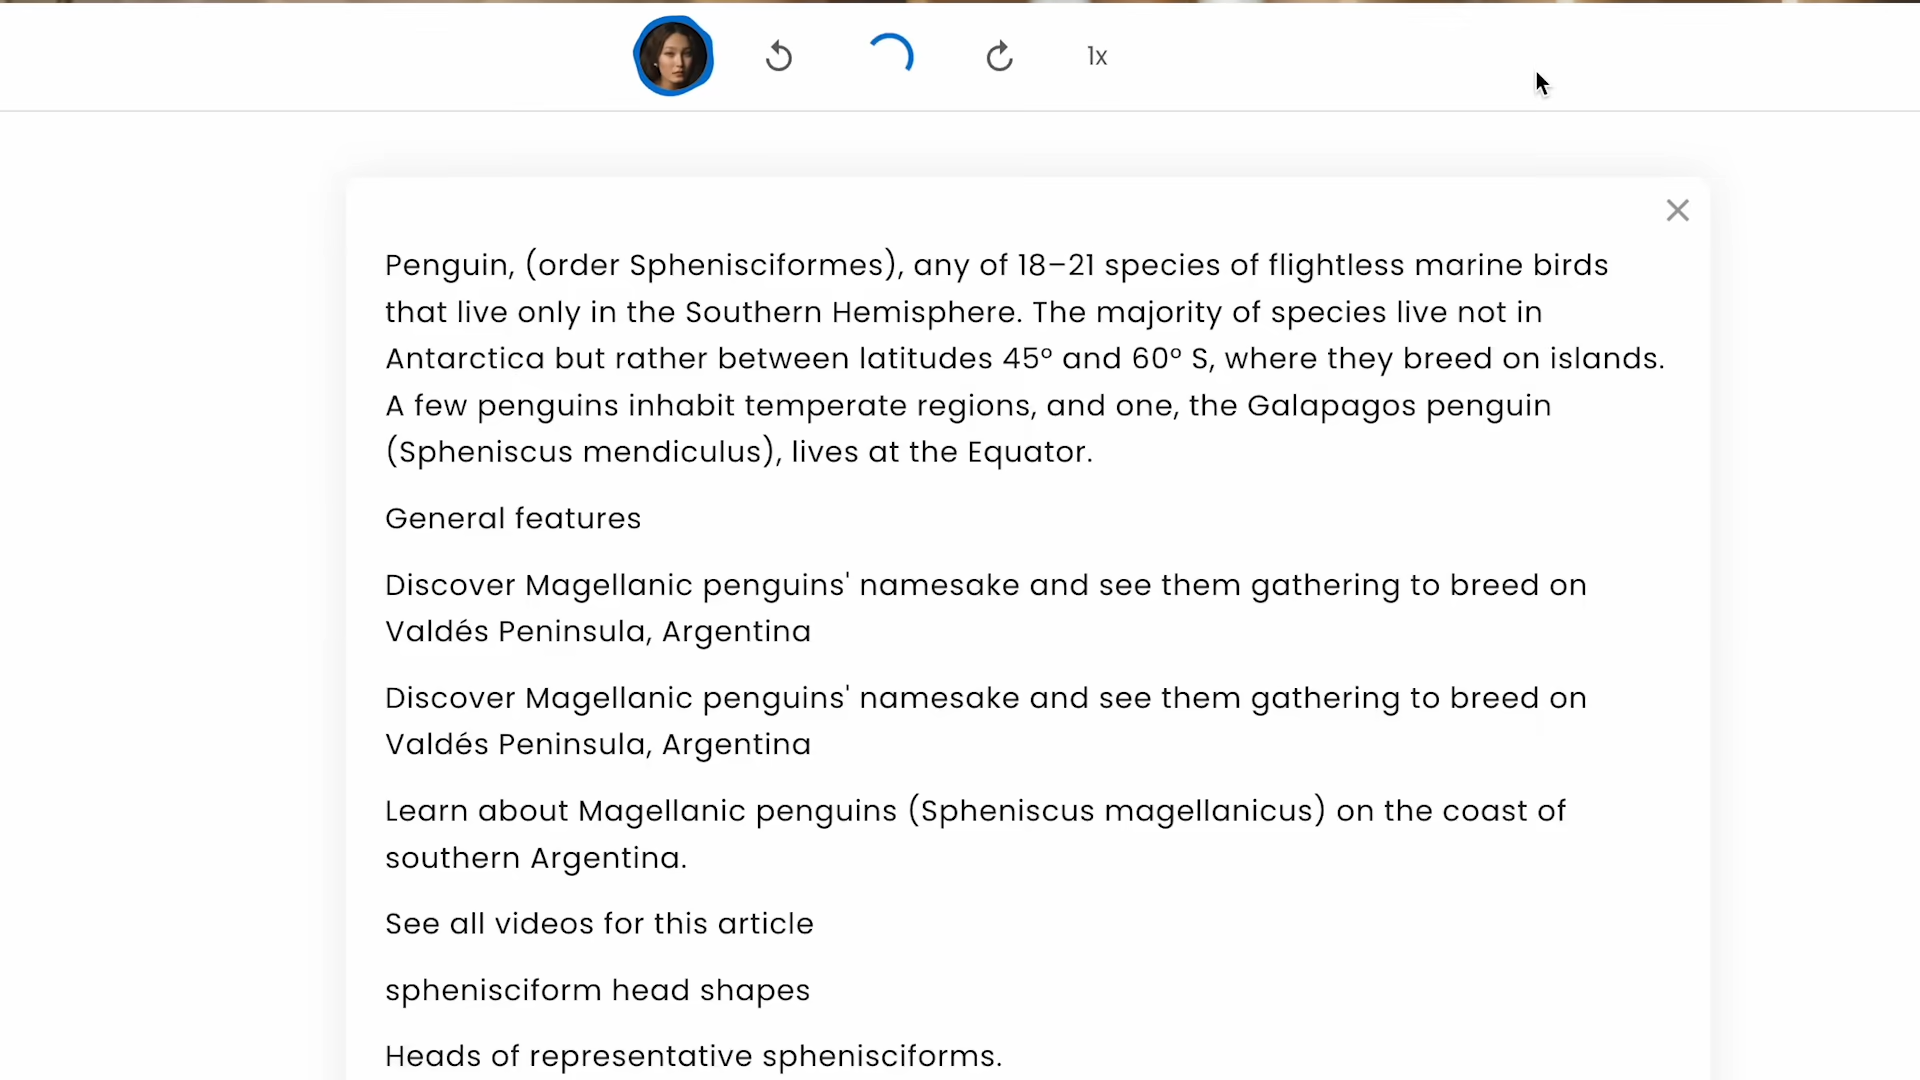 1x
Penguin, (order Sphenisciformes), any of 18–21 species of flightless marine birds
that live only in the Southern Hemisphere. The majority of species live not in
Antarctica but rather between latitudes 45° and 60° S, where they breed on islands.
A few penguins inhabit temperate regions, and one, the Galapagos penguin
(Spheniscus mendiculus), lives at the Equator.
General features
Discover Magellanic penguins' namesake and see them gathering to breed on
Valdés Peninsula, Argentina
Discover Magellanic penguins' namesake and see them gathering to breed on
Valdés Peninsula, Argentina
Learn about Magellanic penguins (Spheniscus magellanicus) on the coast of
southern Argentina.
See all videos for this article
sphenisciform head shapes
Heads of representative sphenisciforms.